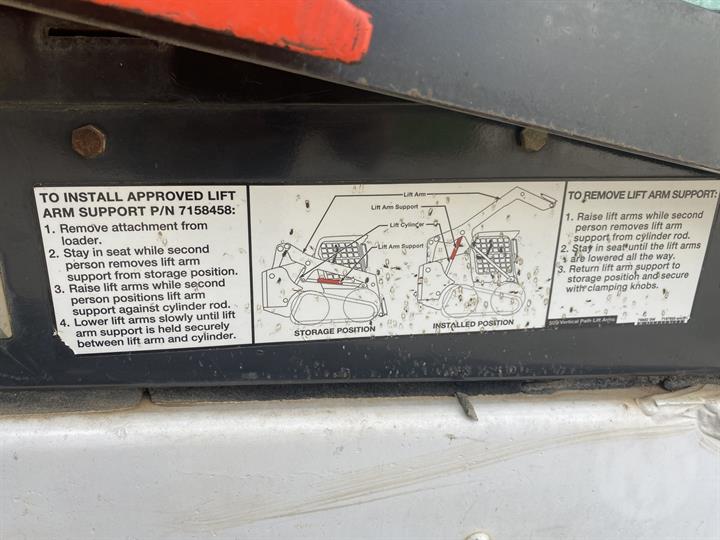 TO INSTALL APPROVED LIFT
ARM SUPPORT P/N 7158458:
1. Remove attachment from
loader.
2. Stay in seat while second
person removes lift arm
support from storage position.
3. Raise lift arms while second
person positions lift arm
support against cylinder rod.
4. Lower lift arms slowly until lift
arm support is held securely
between lift arm and cylinder.
Lift Arm
Lift Arm Support
Lift Cylinder
Lift Arm Support
STORAGE POSITION
INSTALLED POSITION
TO REMOVE LIFT ARM SUPPORT:
1. Raise lift arms while second
person removes lift arm
support from cylinder rod.
2. Stay in seat until the lift arms
are lowered all the way.
3. Return lift arm support to
storage position and secure
with clamping knobs.
Vertical Path Lift Arms